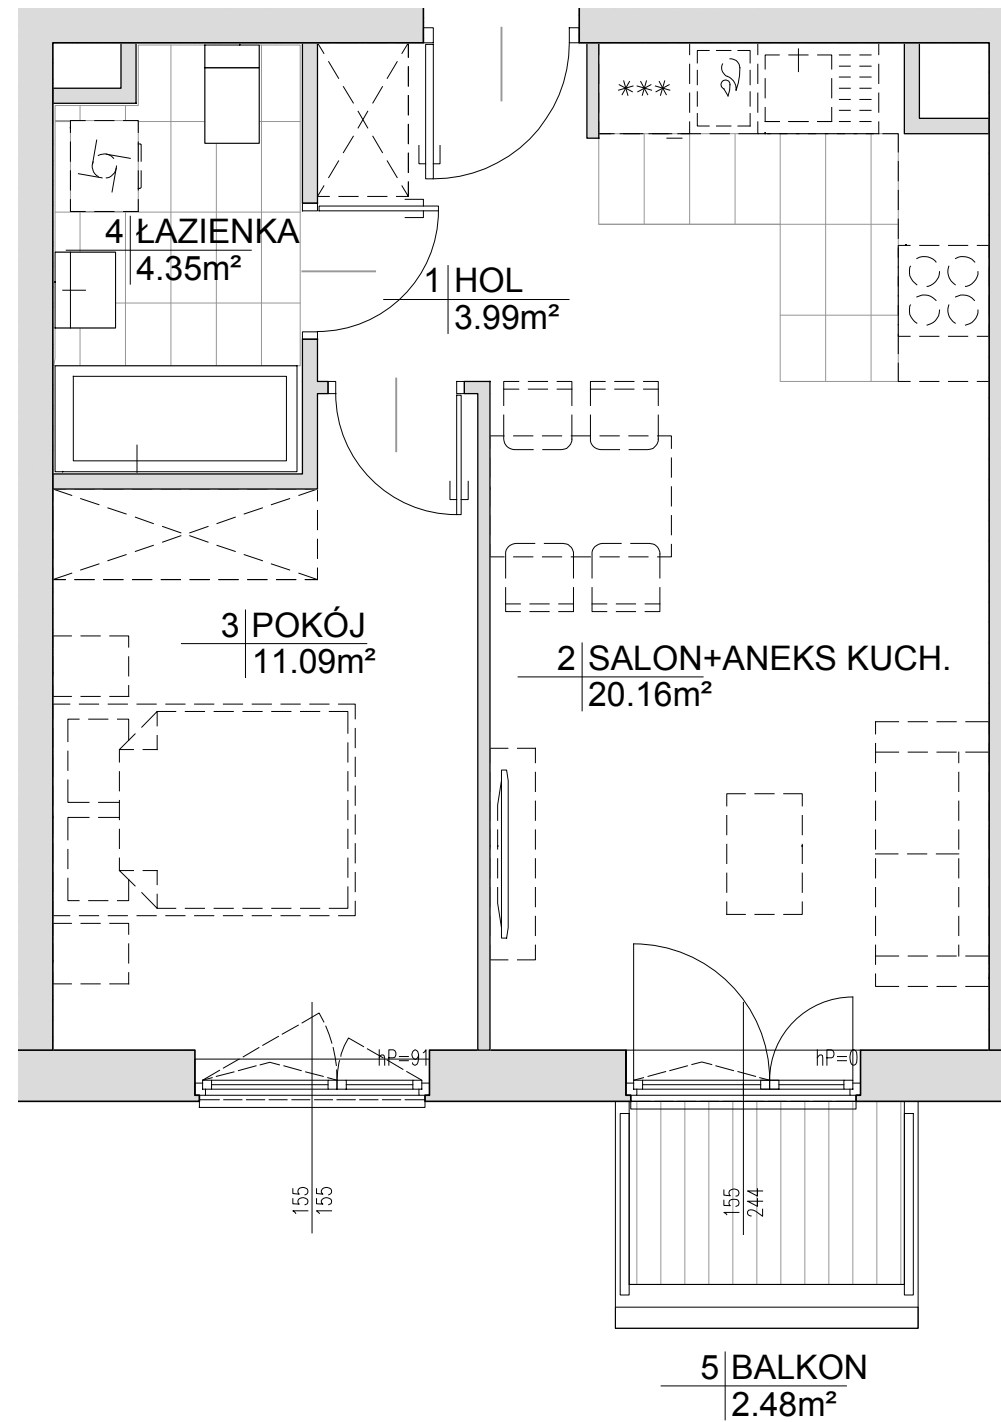 ***
4 ŁAZIENKA
4.35m²
1 HOL
3.99m²
3 POKÓJ
11.09m²
2 SALON+ANEKS KUCH.
20.16m²
hP=91
hP=0
155
155
155
244
5 BALKON
2.48m²